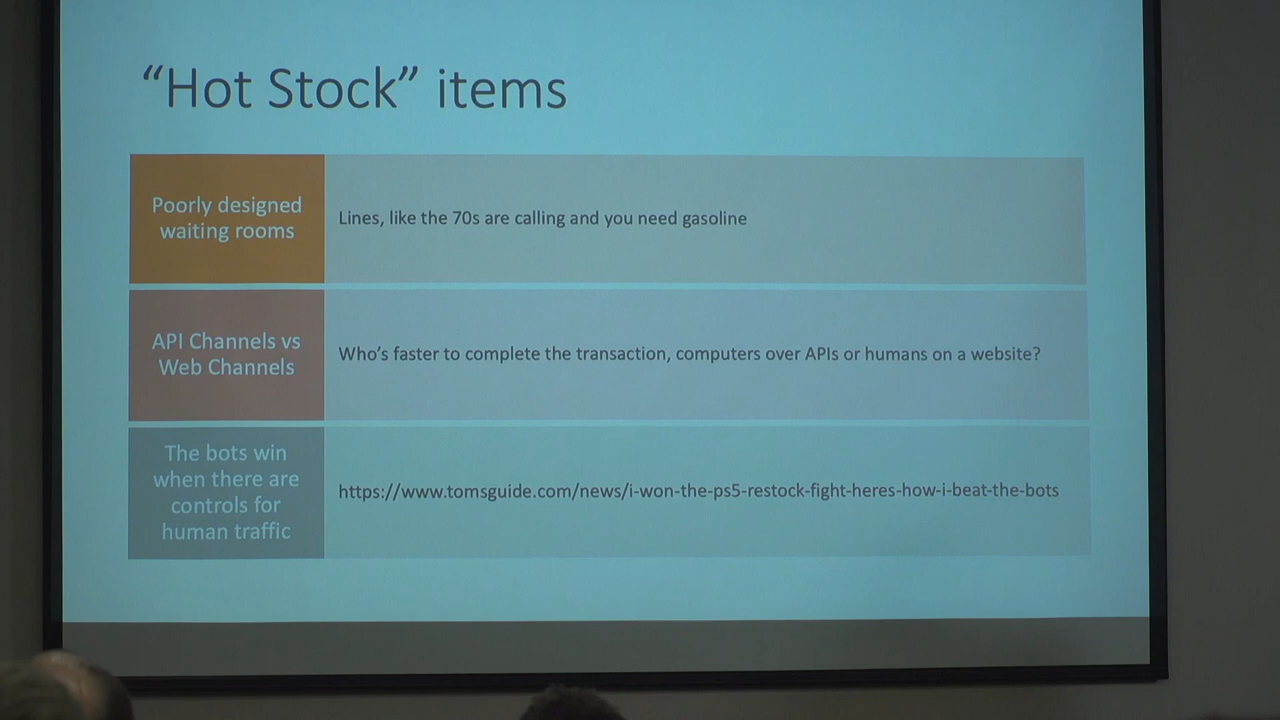 “Hot Stock” items
Poorly designed
waiting rooms
Lines, like the 70s are calling and you need gasoline
API Channels vs
Web Channels
Who’s faster to complete the transaction, computers over APIs or humans on a website?
The bots win
when there are
controls for
human traffic
https://www.tomsguide.com/news/i-won-the-ps5-restock-fight-heres-how-i-beat-the-bots